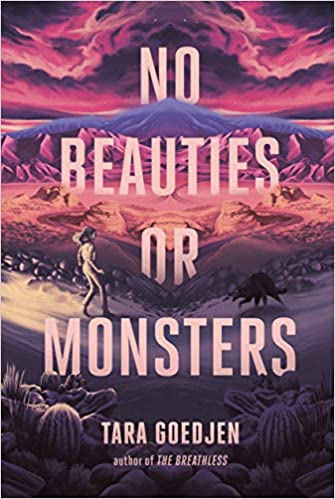 NO
BEAUTIES
OR
MONSTERS
TARA GOEDJEN
author of THE BREATHLESS